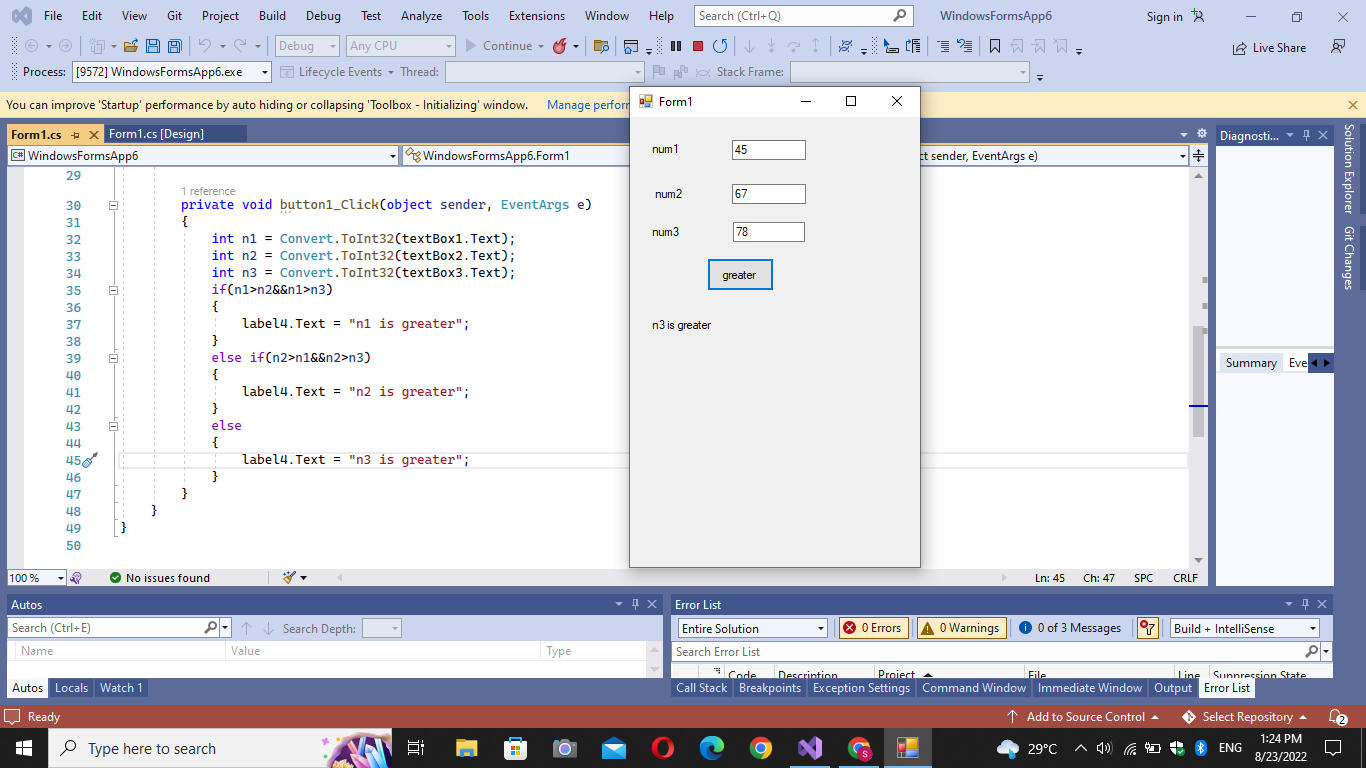 File Edit View Git Project Build Debug Test Analyze Tools Extensions Window Help Search (Ctrl+Q) WindowsFormsApp6 Sign in
Debug Any CPU Continue Live Share
Process: [9572] WindowsFormsApp6.exe Lifecycle Events Thread: Stack Frame:
You can improve 'Startup' performance by auto hiding or collapsing 'Toolbox - Initializing' window. Manage perfor
Form1.cs Form1.cs [Design]
WindowsFormsApp6 WindowsFormsApp6.Form1 ct sender, EventArgs e)
29
1 reference
30 private void button1_Click(object sender, EventArgs e)
31 {
32 int n1 = Convert.ToInt32(textBox1.Text);
33 int n2 = Convert.ToInt32(textBox2.Text);
34 int n3 = Convert.ToInt32(textBox3.Text);
35 if(n1>n2&&n1>n3)
36 {
37 label4.Text = "n1 is greater";
38 }
39 else if(n2>n1&&n2>n3)
40 {
41 label4.Text = "n2 is greater";
42 }
43 else
44 {
45 label4.Text = "n3 is greater";
46 }
47 }
48 }
49 }
50
100 % No issues found Ln: 45 Ch: 47 SPC CRLF
Form1
num1 45
num2 67
num3 78
greater
n3 is greater
Diagnosti...
Summary Eve
Solution Explorer
Git Changes
Autos
Search (Ctrl+E) Search Depth:
Name Value Type
Autos Locals Watch 1
Error List
Entire Solution 0 Errors 0 Warnings 0 of 3 Messages Build + IntelliSense
Search Error List
Code Description Project File Line Suppression State
Call Stack Breakpoints Exception Settings Command Window Immediate Window Output Error List
Ready Add to Source Control Select Repository 2
Type here to search 29°C ENG 1:24 PM
8/23/2022